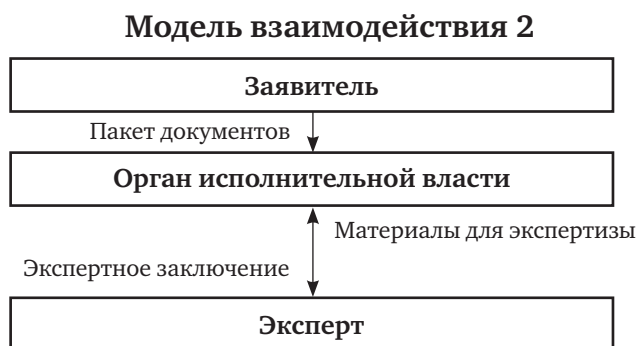 Модель взаимодействия 2
Заявитель
Пакет документов
Орган исполнительной власти
Материалы для экспертизы
Экспертное заключение
Эксперт